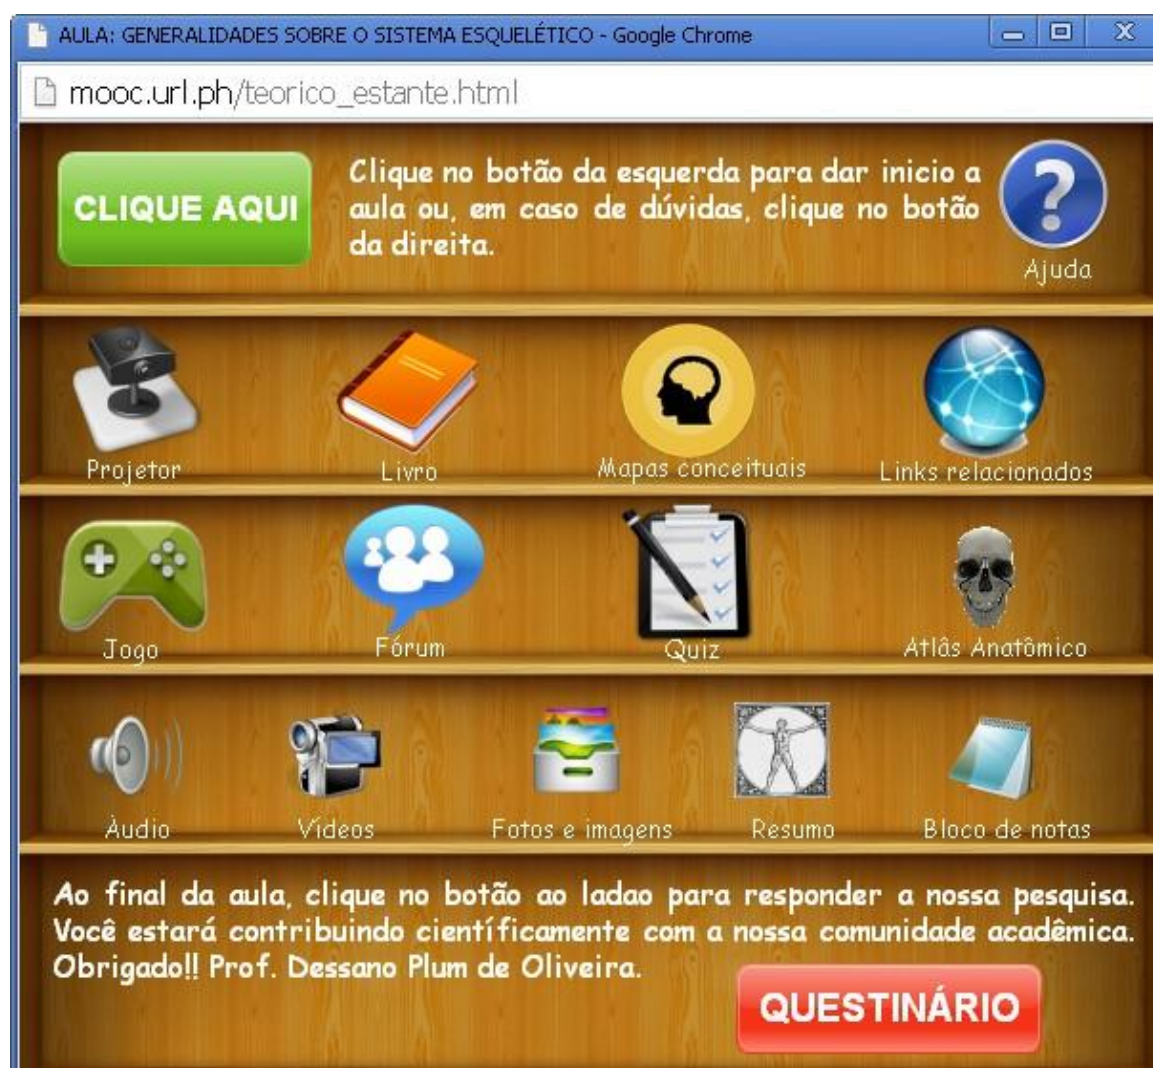 AULA: GENERALIDADES SOBRE O SISTEMA ESQUELÉTICO - Google Chrome
mooc.url.ph/teorico_estante.html
CLIQUE AQUI
Clique no botão da esquerda para dar inicio a
aula ou, em caso de dúvidas, clique no botão
da direita.
?
Ajuda
Projetor
Livro
Mapas conceituais
Links relacionados
Jogo
Fórum
Quiz
Atlâs Anatômico
Àudio
Vídeos
Fotos e imagens
Resumo
Bloco de notas
Ao final da aula, clique no botão ao ladao para responder a nossa pesquisa.
Você estará contribuindo científicamente com a nossa comunidade acadêmica.
Obrigado!! Prof. Dessano Plum de Oliveira.
QUESTINÁRIO